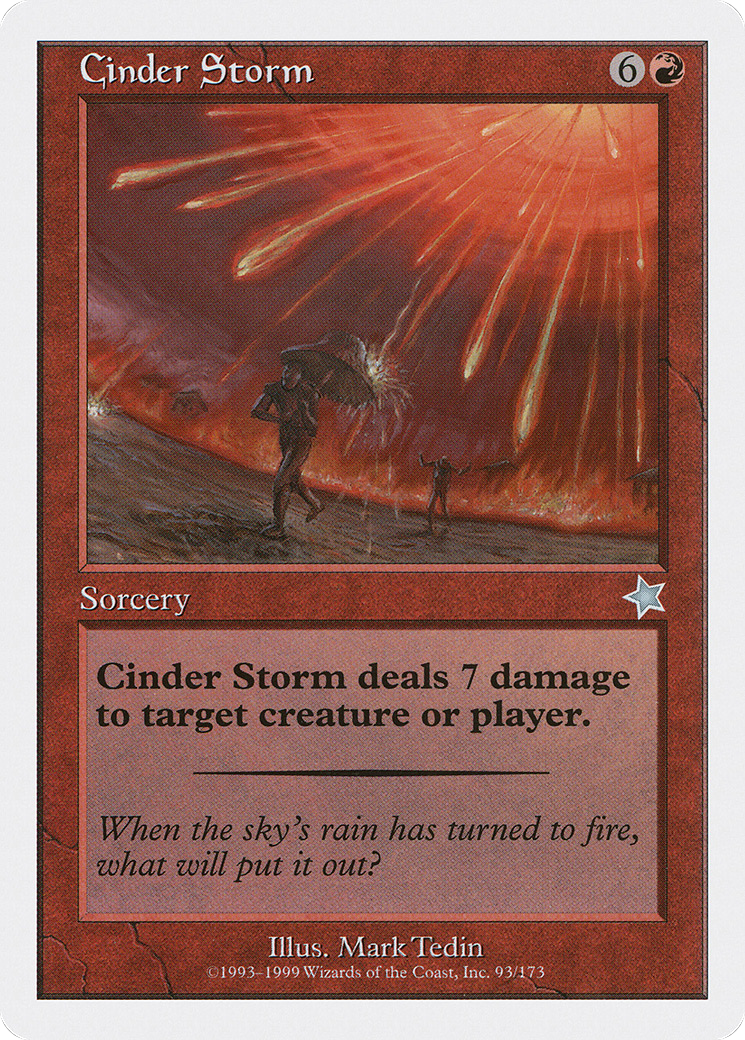 Cinder Storm
6
Sorcery
Cinder Storm deals 7 damage
to target creature or player.
When the sky's rain has turned to fire,
what will put it out?
Illus. Mark Tedin
©1993–1999 Wizards of the Coast, Inc. 93/173